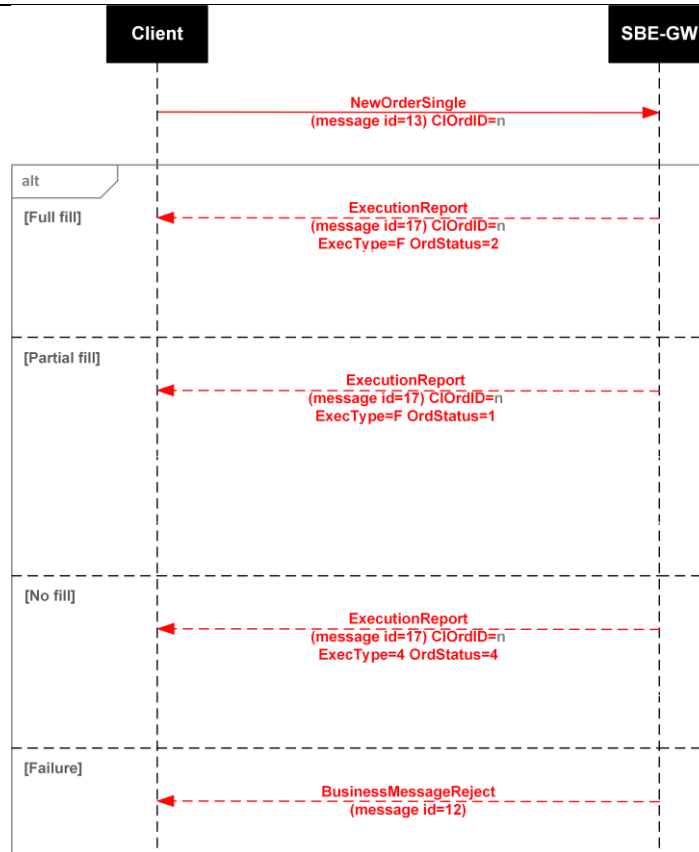 Client
SBE-GW
NewOrderSingle
(message id=13) ClOrdID=n
alt
[Full fill]
ExecutionReport
(message id=17) ClOrdID=n
ExecType=F OrdStatus=2
[Partial fill]
ExecutionReport
(message id=17) ClOrdID=n
ExecType=F OrdStatus=1
[No fill]
ExecutionReport
(message id=17) ClOrdID=n
ExecType=4 OrdStatus=4
[Failure]
BusinessMessageReject
(message id=12)